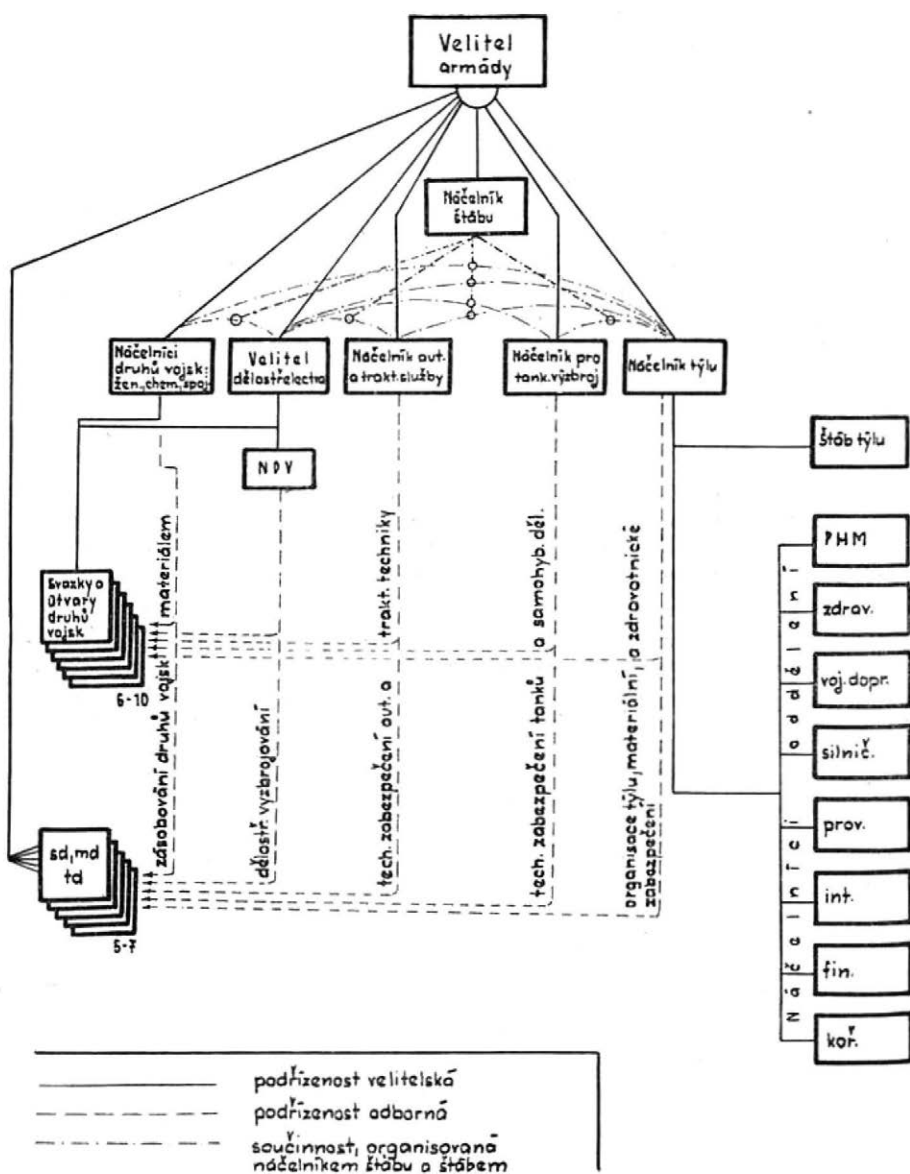 Velitel
armády
Náčelník
štábu
Náčelníci
druhů vojsk:
žen., chem., spoj.
Velitel
dělostřelectva
Náčelník aut.
a trakt. služby
Náčelník pro
tank. výzbroj
Náčelník týlu
Štáb týlu
NDV
Svazky a
útvary
druhů
vojsk
6-10
sd, md
td
5-7
zásobování druhů vojsk materiálem
dělostř. vyzbrojování
tech. zabezpečení aut. a trakt. techniky
tech. zabezpečení tanků a samohyb. děl.
organisace týlu, materiální, a zdravotnické
zabezpečení
Náčelníci oddělení
PHM
zdrav.
voj. dopr.
silnič.
prov.
int.
fin.
koř.
podřízenost velitelská
podřízenost odborná
součinnost, organisovaná
náčelníkem štábu a štábem